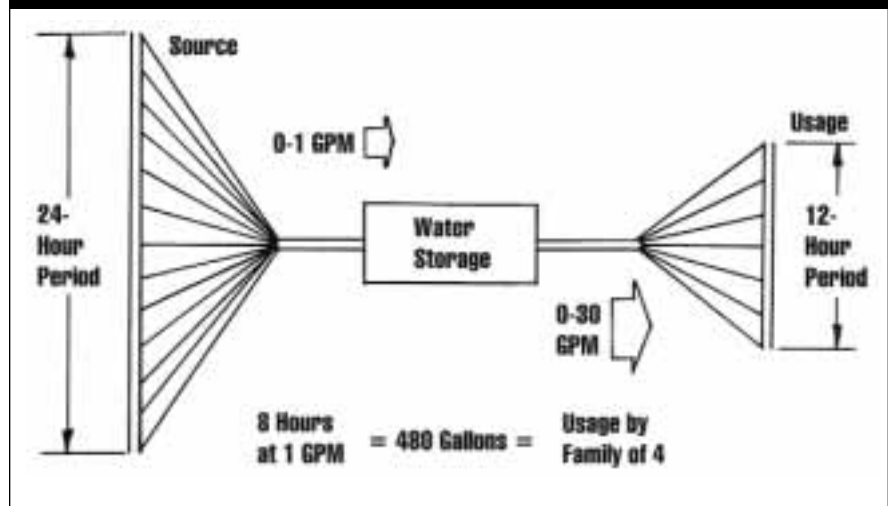 Source
0-1 GPM
Usage
24-
Hour
Period
Water
Storage
12-
Hour
Period
0-30
GPM
8 Hours
at 1 GPM
= 480 Gallons =
Usage by
Family of 4